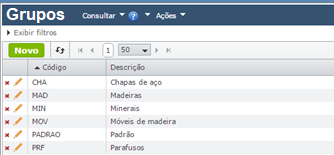 Grupos Consultar ? Ações
Exibir filtros
Novo 1 50
Código Descrição
CHA Chapas de aço
MAD Madeiras
MIN Minerais
MOV Móveis de madeira
PADRAO Padrão
PRF Parafusos